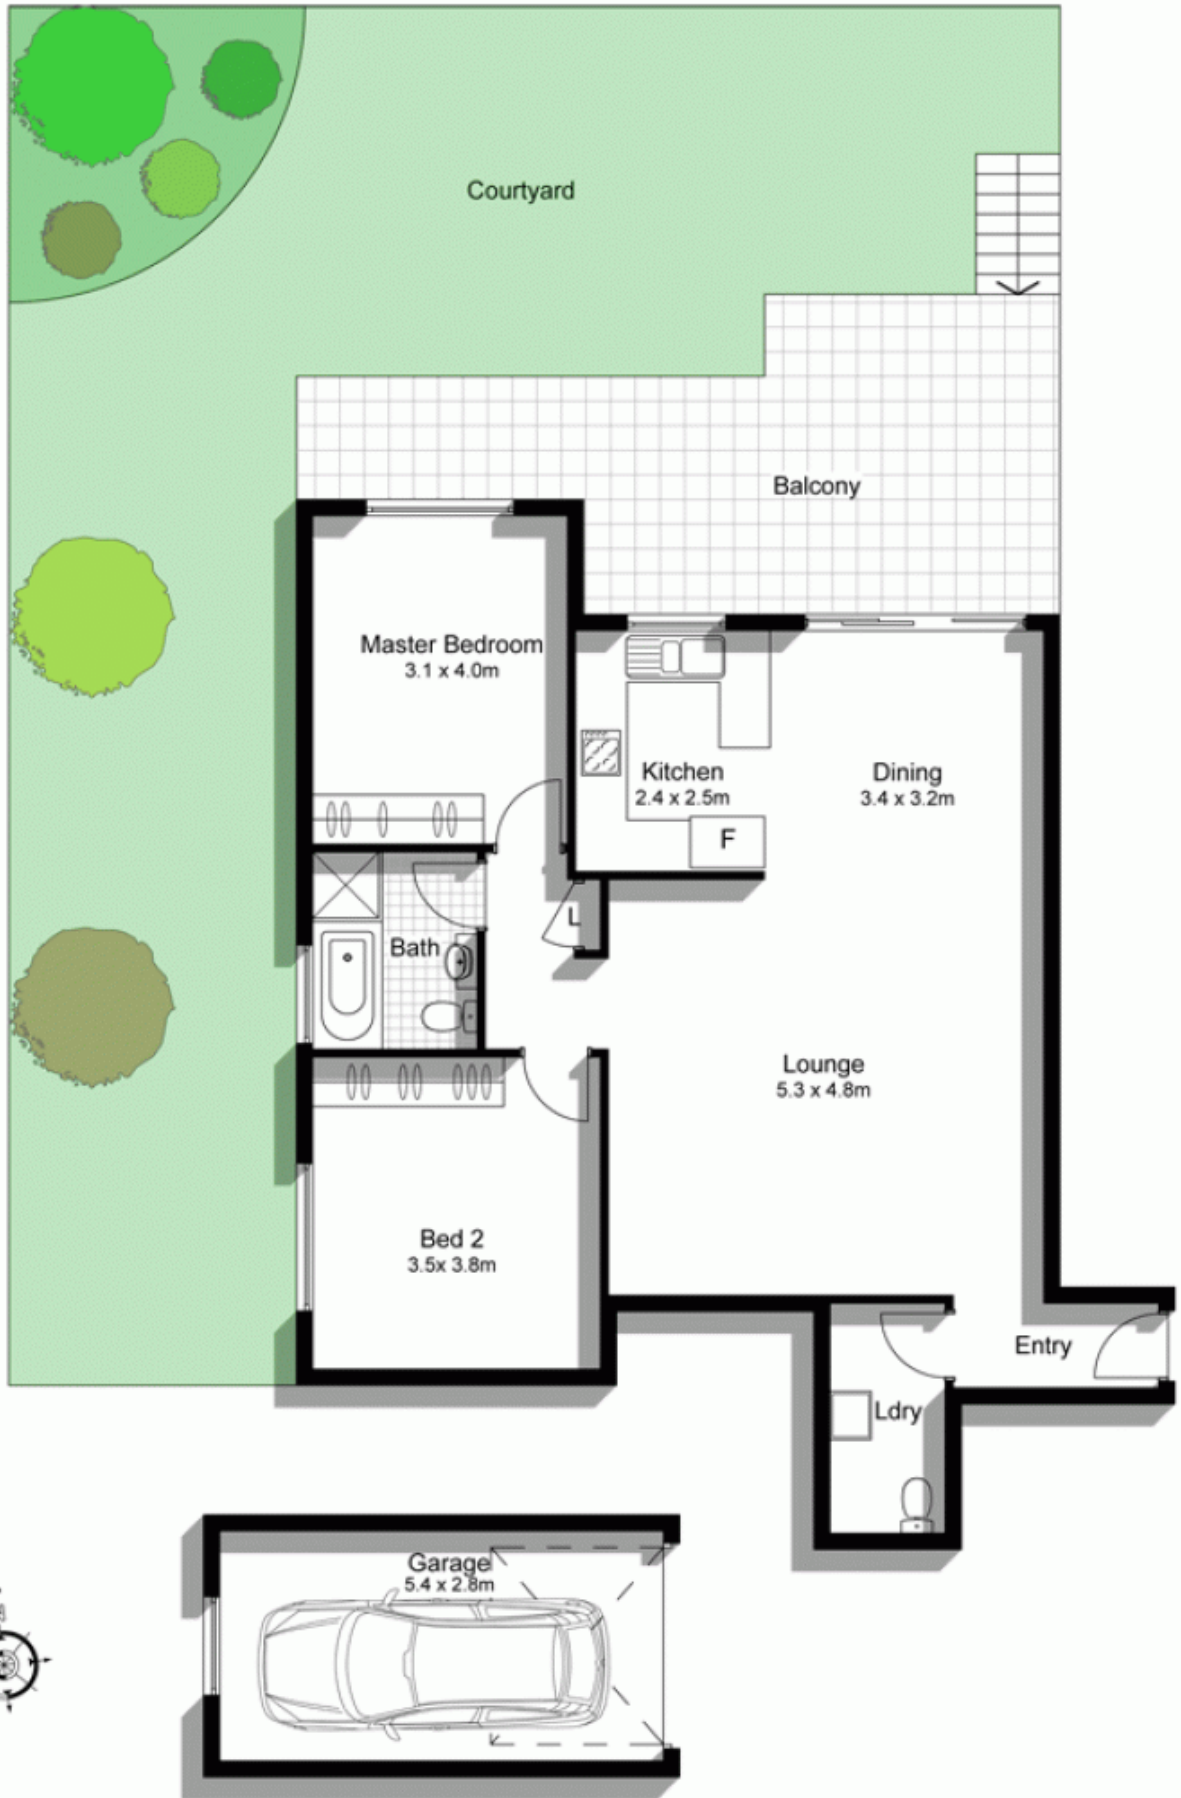 Courtyard
Balcony
Master Bedroom
3.1 x 4.0m
Kitchen
2.4 x 2.5m
Dining
3.4 x 3.2m
F
L
Bath
Lounge
5.3 x 4.8m
Bed 2
3.5x 3.8m
Entry
Ldry
Garage
5.4 x 2.8m